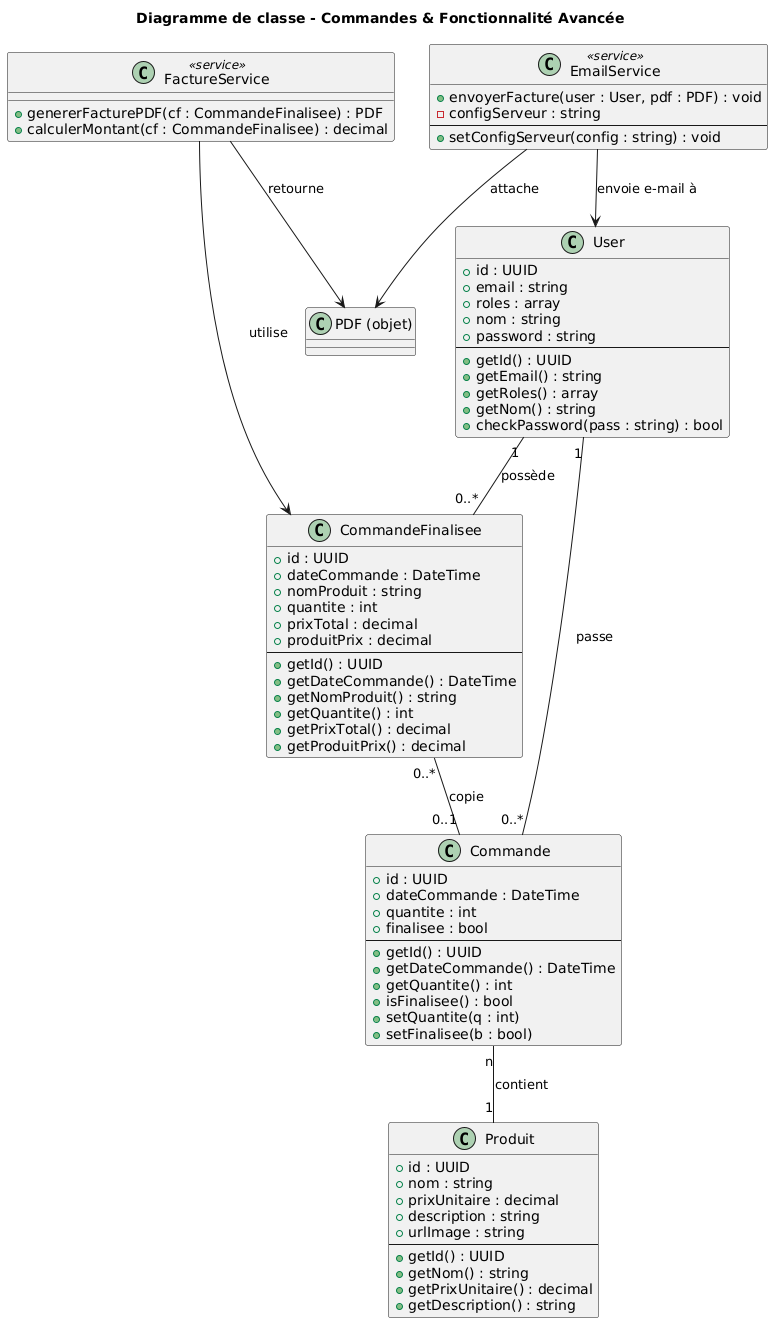 Diagramme de classe - Commandes & Fonctionnalité Avancée
C
«service»
FactureService
genererFacturePDF(cf : CommandeFinalisee) : PDF
calculerMontant(cf : CommandeFinalisee) : decimal
C
«service»
EmailService
envoyerFacture(user : User, pdf : PDF) : void
configServeur : string
setConfigServeur(config : string) : void
retourne
attache
envoie e-mail à
C User
id : UUID
email : string
roles : array
nom : string
password : string
getId() : UUID
getEmail() : string
getRoles() : array
getNom() : string
checkPassword(pass : string) : bool
C PDF (objet)
utilise
1
1
possède
0..*
C CommandeFinalisee
id : UUID
dateCommande : DateTime
nomProduit : string
quantite : int
prixTotal : decimal
produitPrix : decimal
getId() : UUID
getDateCommande() : DateTime
getNomProduit() : string
getQuantite() : int
getPrixTotal() : decimal
getProduitPrix() : decimal
passe
0..*
copie
0..1
0..*
C Commande
id : UUID
dateCommande : DateTime
quantite : int
finalisee : bool
getId() : UUID
getDateCommande() : DateTime
getQuantite() : int
isFinalisee() : bool
setQuantite(q : int)
setFinalisee(b : bool)
n
contient
1
C Produit
id : UUID
nom : string
prixUnitaire : decimal
description : string
urlImage : string
getId() : UUID
getNom() : string
getPrixUnitaire() : decimal
getDescription() : string